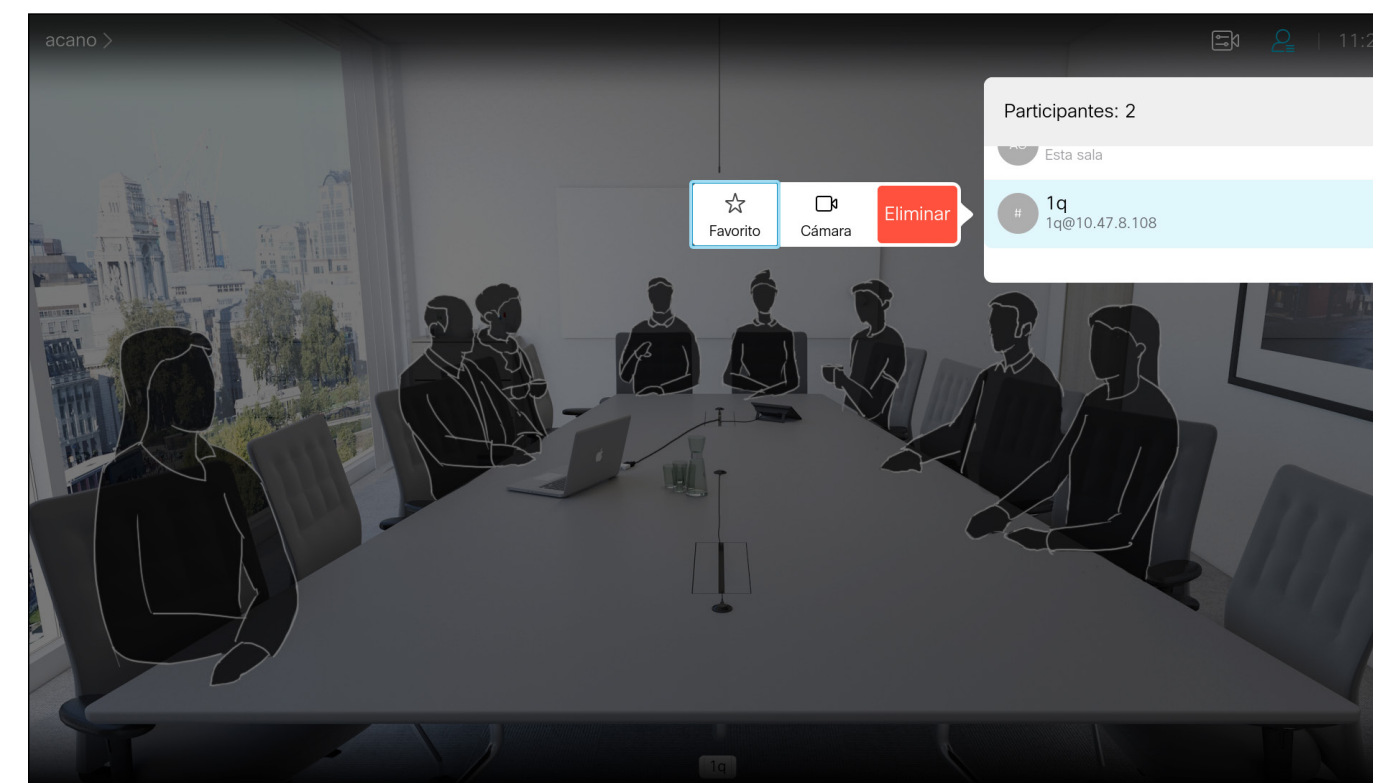 acano >
11:2
Participantes: 2
Esta sala
1q
1q@10.47.8.108
#
Favorito
Cámara
Eliminar
1q